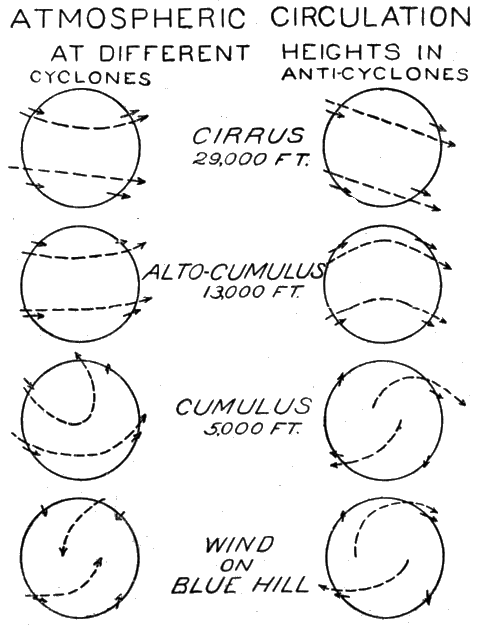 ATMOSPHERIC CIRCULATION
AT DIFFERENT HEIGHTS IN
CYCLONES ANTI-CYCLONES
CIRRUS
29,000 FT.
ALTO-CUMULUS
13,000 FT.
CUMULUS
5,000 FT.
WIND
ON
BLUE HILL